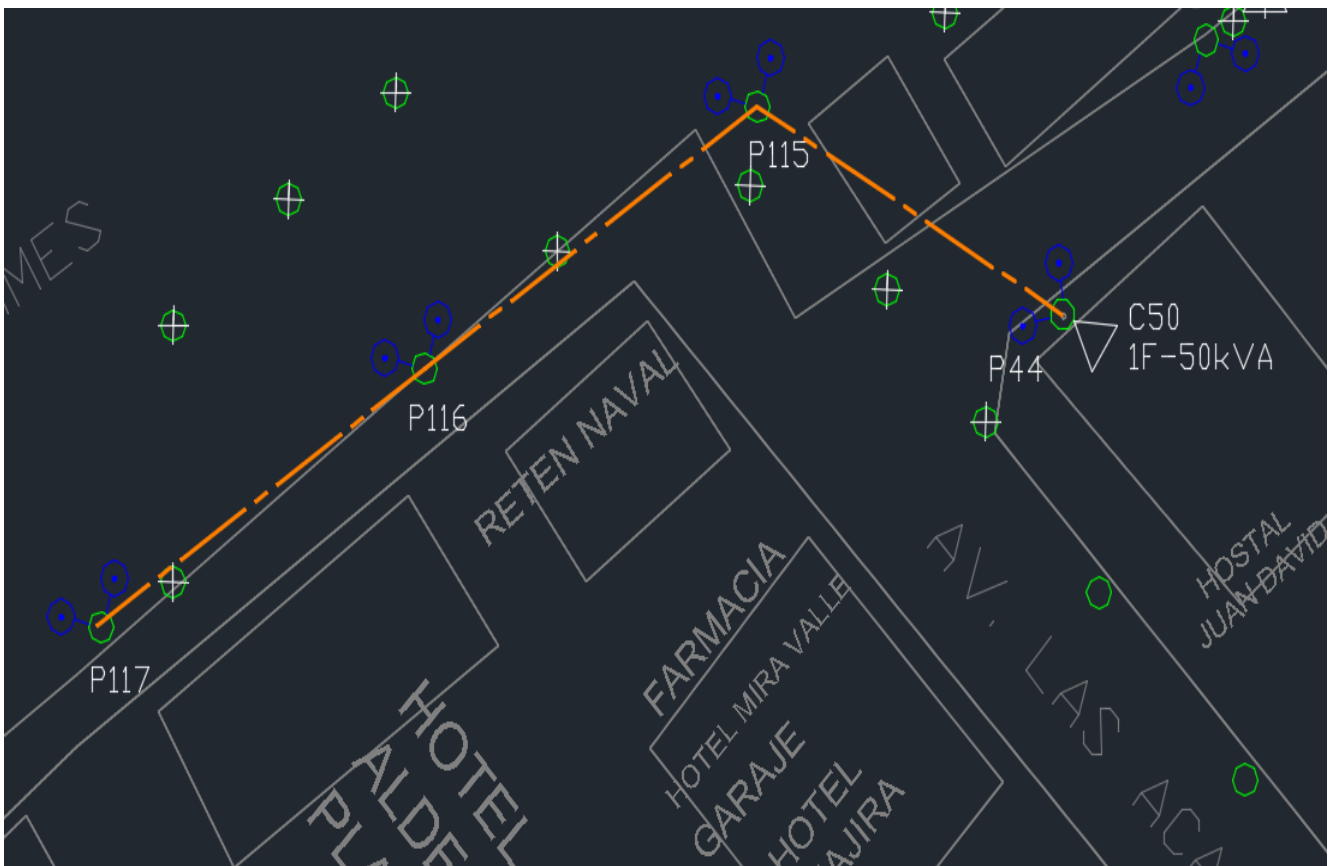 P115
C50
1F-50kVA
P44
P116
RETEN NAVAL
P117
FARMACIA
HOTEL MIRA VALLE
GARAJE
HOTEL
AV. LAS
HOSTAL
JUAN DAVID
HOTEL